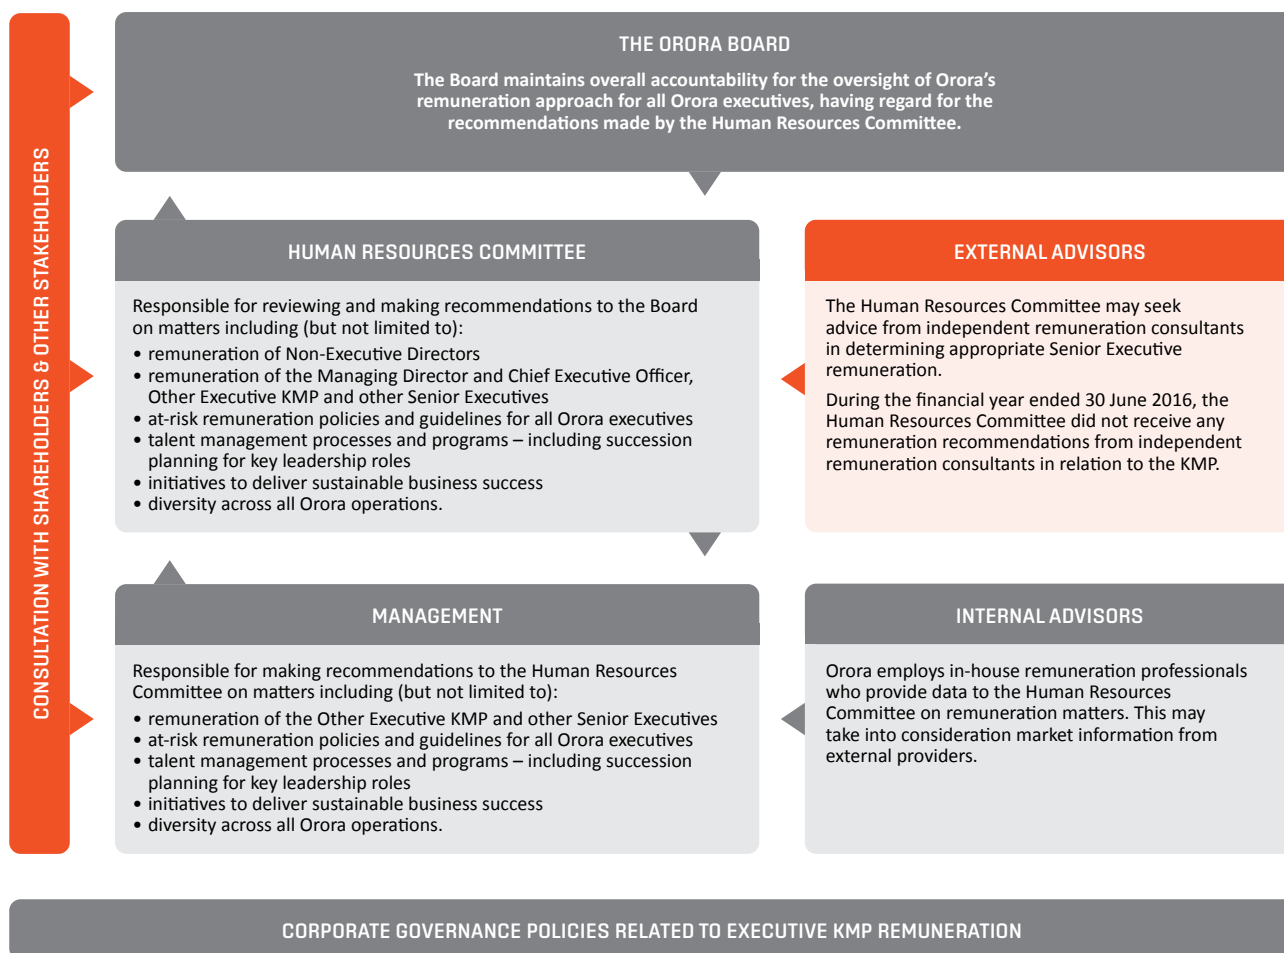 CONSULTATION WITH SHAREHOLDERS & OTHER STAKEHOLDERS
THE ORORA BOARD
The Board maintains overall accountability for the oversight of Orora’s
remuneration approach for all Orora executives, having regard for the
recommendations made by the Human Resources Committee.
HUMAN RESOURCES COMMITTEE
Responsible for reviewing and making recommendations to the Board
on matters including (but not limited to):
• remuneration of Non-Executive Directors
• remuneration of the Managing Director and Chief Executive Officer,
Other Executive KMP and other Senior Executives
• at-risk remuneration policies and guidelines for all Orora executives
• talent management processes and programs – including succession
planning for key leadership roles
• initiatives to deliver sustainable business success
• diversity across all Orora operations.
EXTERNAL ADVISORS
The Human Resources Committee may seek
advice from independent remuneration consultants
in determining appropriate Senior Executive
remuneration.
During the financial year ended 30 June 2016, the
Human Resources Committee did not receive any
remuneration recommendations from independent
remuneration consultants in relation to the KMP.
MANAGEMENT
Responsible for making recommendations to the Human Resources
Committee on matters including (but not limited to):
• remuneration of the Other Executive KMP and other Senior Executives
• at-risk remuneration policies and guidelines for all Orora executives
• talent management processes and programs – including succession
planning for key leadership roles
• initiatives to deliver sustainable business success
• diversity across all Orora operations.
INTERNAL ADVISORS
Orora employs in-house remuneration professionals
who provide data to the Human Resources
Committee on remuneration matters. This may
take into consideration market information from
external providers.
CORPORATE GOVERNANCE POLICIES RELATED TO EXECUTIVE KMP REMUNERATION